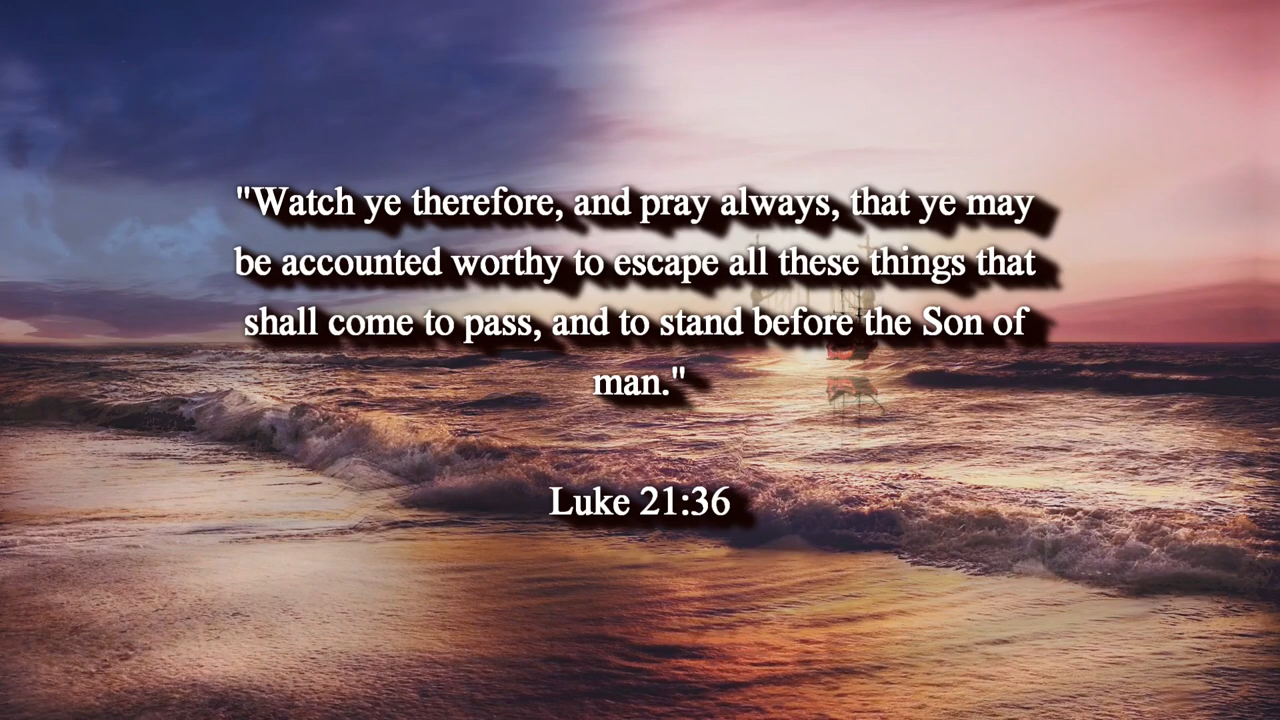 "Watch ye therefore, and pray always, that ye may
be accounted worthy to escape all these things that
shall come to pass, and to stand before the Son of
man."
Luke 21:36